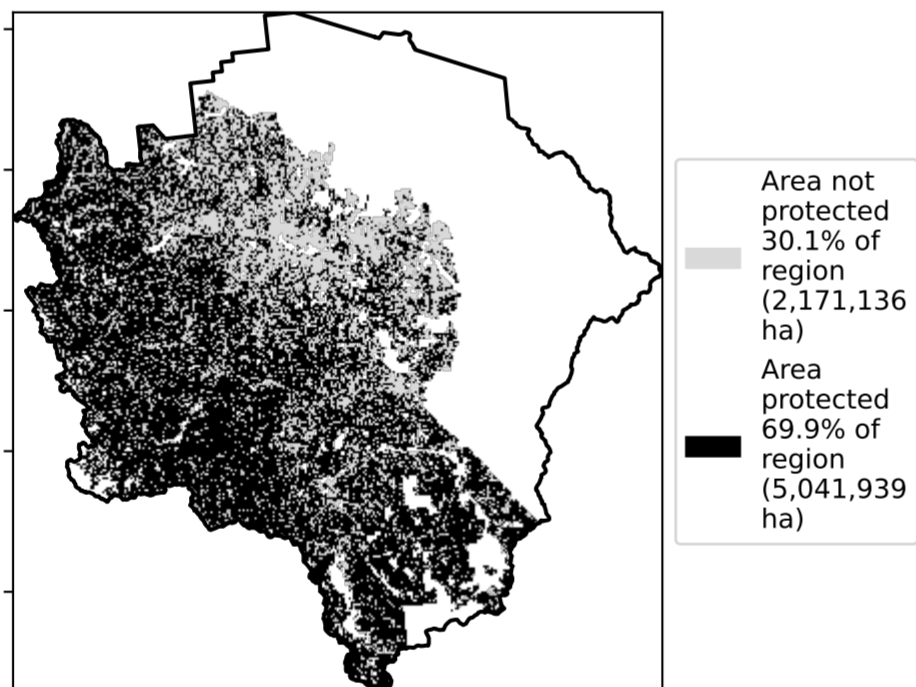 Area not
protected
30.1% of
region
(2,171,136
ha)
Area
protected
69.9% of
region
(5,041,939
ha)